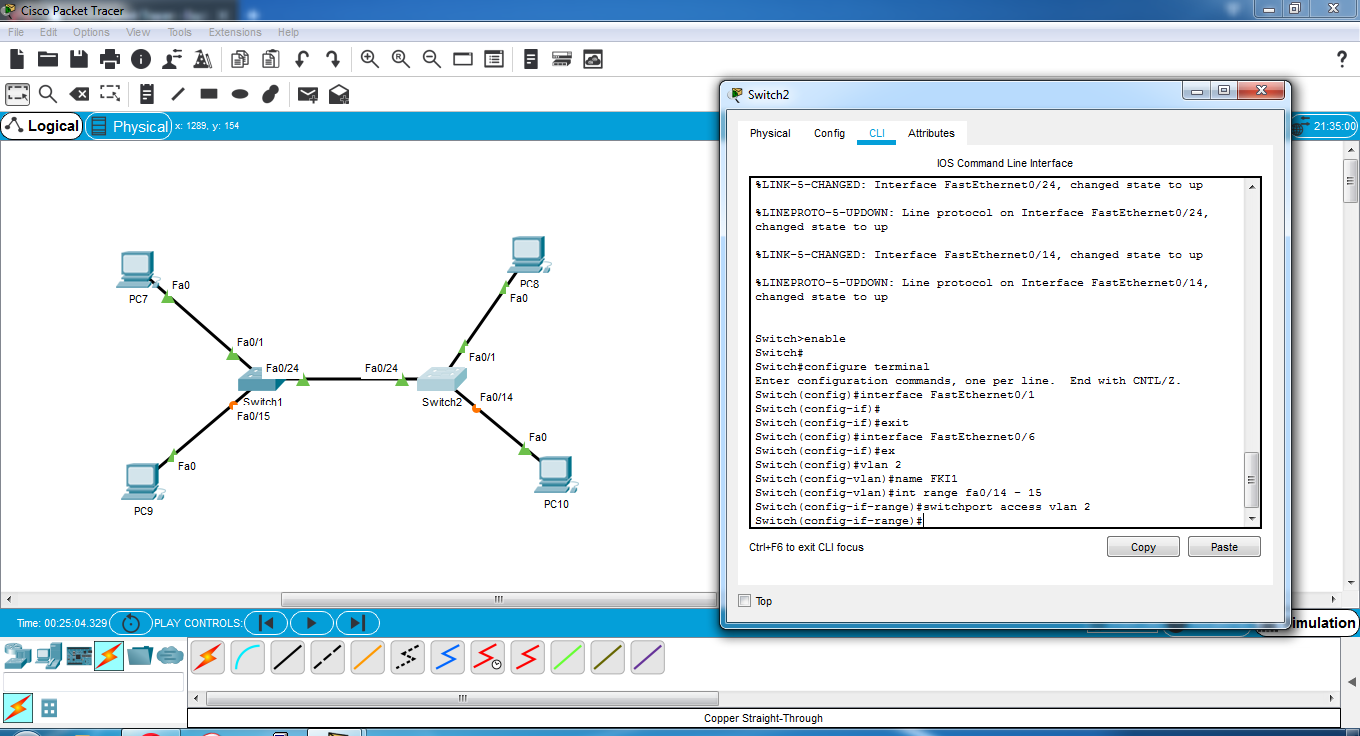 Cisco Packet Tracer
File Edit Options View Tools Extensions Help
?
Logical Physical x: 1289, y: 154
21:35:00
Switch2
Physical Config CLI Attributes
IOS Command Line Interface
%LINK-5-CHANGED: Interface FastEthernet0/24, changed state to up
%LINEPROTO-5-UPDOWN: Line protocol on Interface FastEthernet0/24,
changed state to up
%LINK-5-CHANGED: Interface FastEthernet0/14, changed state to up
%LINEPROTO-5-UPDOWN: Line protocol on Interface FastEthernet0/14,
changed state to up
Switch>enable
Switch#
Switch#configure terminal
Enter configuration commands, one per line.  End with CNTL/Z.
Switch(config)#interface FastEthernet0/1
Switch(config-if)#
Switch(config-if)#exit
Switch(config)#interface FastEthernet0/6
Switch(config-if)#ex
Switch(config)#vlan 2
Switch(config-vlan)#name FKI1
Switch(config-vlan)#int range fa0/14 - 15
Switch(config-if-range)#switchport access vlan 2
Switch(config-if-range)#
Ctrl+F6 to exit CLI focus
Copy Paste
Top
PC7
Fa0
PC8
Fa0
Fa0/1
Fa0/24
Fa0/24
Fa0/1
Switch1
Switch2
Fa0/15
Fa0/14
Fa0
Fa0
PC9
PC10
Time: 00:25:04.329 PLAY CONTROLS:
imulation
Copper Straight-Through